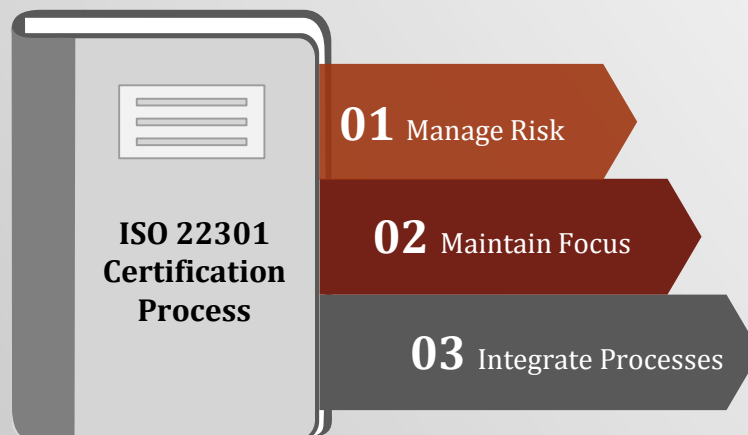 ISO 22301
Certification
Process
01 Manage Risk
02 Maintain Focus
03 Integrate Processes